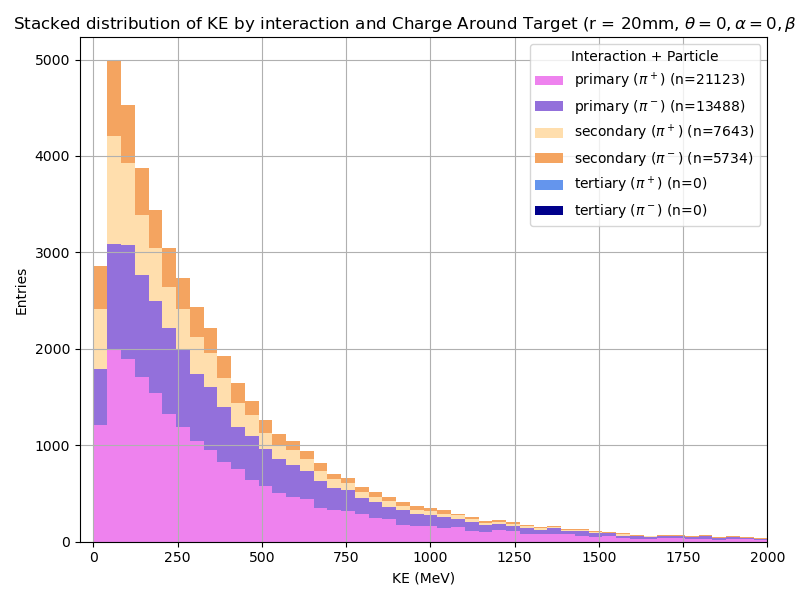 Stacked distribution of KE by interaction and Charge Around Target (r = 20mm, θ = 0, α = 0, β
Interaction + Particle
primary (π⁺) (n=21123)
primary (π⁻) (n=13488)
secondary (π⁺) (n=7643)
secondary (π⁻) (n=5734)
tertiary (π⁺) (n=0)
tertiary (π⁻) (n=0)
Entries
5000
4000
3000
2000
1000
0
0 250 500 750 1000 1250 1500 1750 2000
KE (MeV)